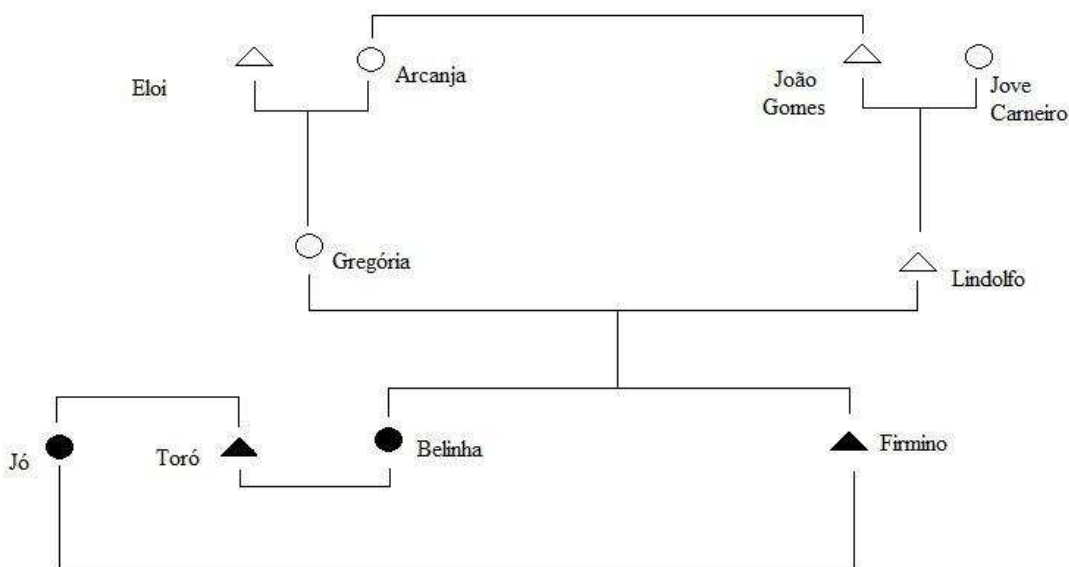 Eloi
Arcanja
João
Gomes
Jove
Carneiro
Gregória
Lindolfo
Jó
Toró
Belinha
Firmino